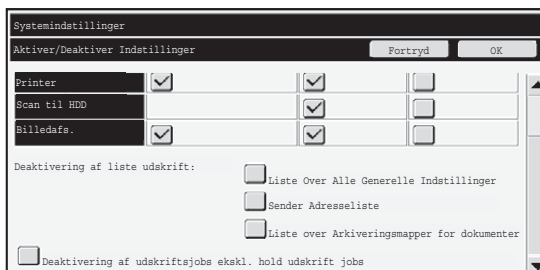 Systemindstillinger
Aktiver/Deaktiver Indstillinger Fortryd OK
Printer
Scan til HDD
Billedafs.
Deaktivering af liste udskrift:
Liste Over Alle Generelle Indstillinger
Sender Adresseliste
Liste over Arkiveringsmapper for dokumenter
Deaktivering af udskriftsjobs ekskl. hold udskrift jobs